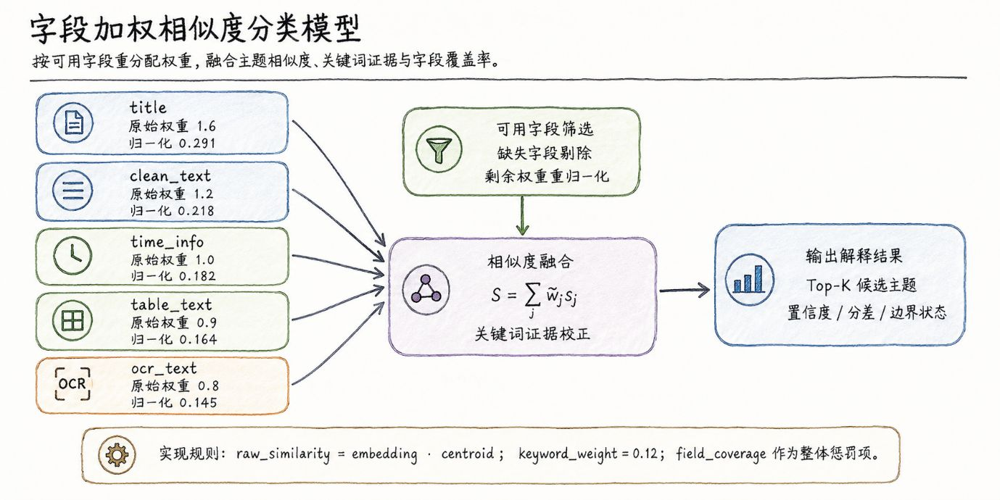 字段加权相似度分类模型
按可用字段重分配权重，融合主题相似度、关键词证据与字段覆盖率。
title
原始权重 1.6
归一化 0.291
clean_text
原始权重 1.2
归一化 0.218
time_info
原始权重 1.0
归一化 0.182
table_text
原始权重 0.9
归一化 0.164
OCR
ocr_text
原始权重 0.8
归一化 0.145
可用字段筛选
缺失字段剔除
剩余权重重归一化
相似度融合
S = ∑_j w̃_j s_j
关键词证据校正
输出解释结果
Top-K 候选主题
置信度 / 分差 / 边界状态
实现规则：raw_similarity = embedding · centroid； keyword_weight = 0.12； field_coverage 作为整体惩罚项。